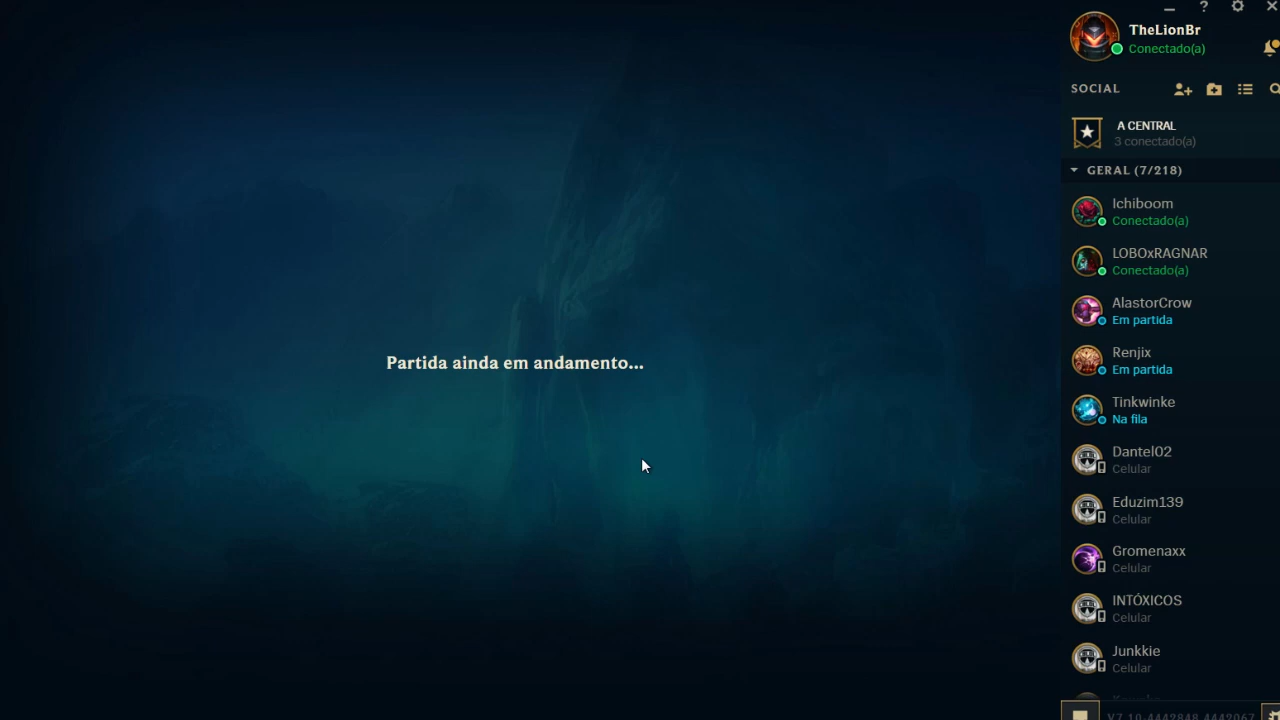 ?
TheLionBr
Conectado(a)
SOCIAL
A CENTRAL
3 conectado(a)
GERAL (7/218)
Ichiboom
Conectado(a)
LOBOxRAGNAR
Conectado(a)
AlastorCrow
Em partida
Partida ainda em andamento...
Renjix
Em partida
Tinkwinke
Na fila
Dantel02
Celular
Eduzim139
Celular
Gromenaxx
Celular
INTÓXICOS
Celular
Junkkie
Celular